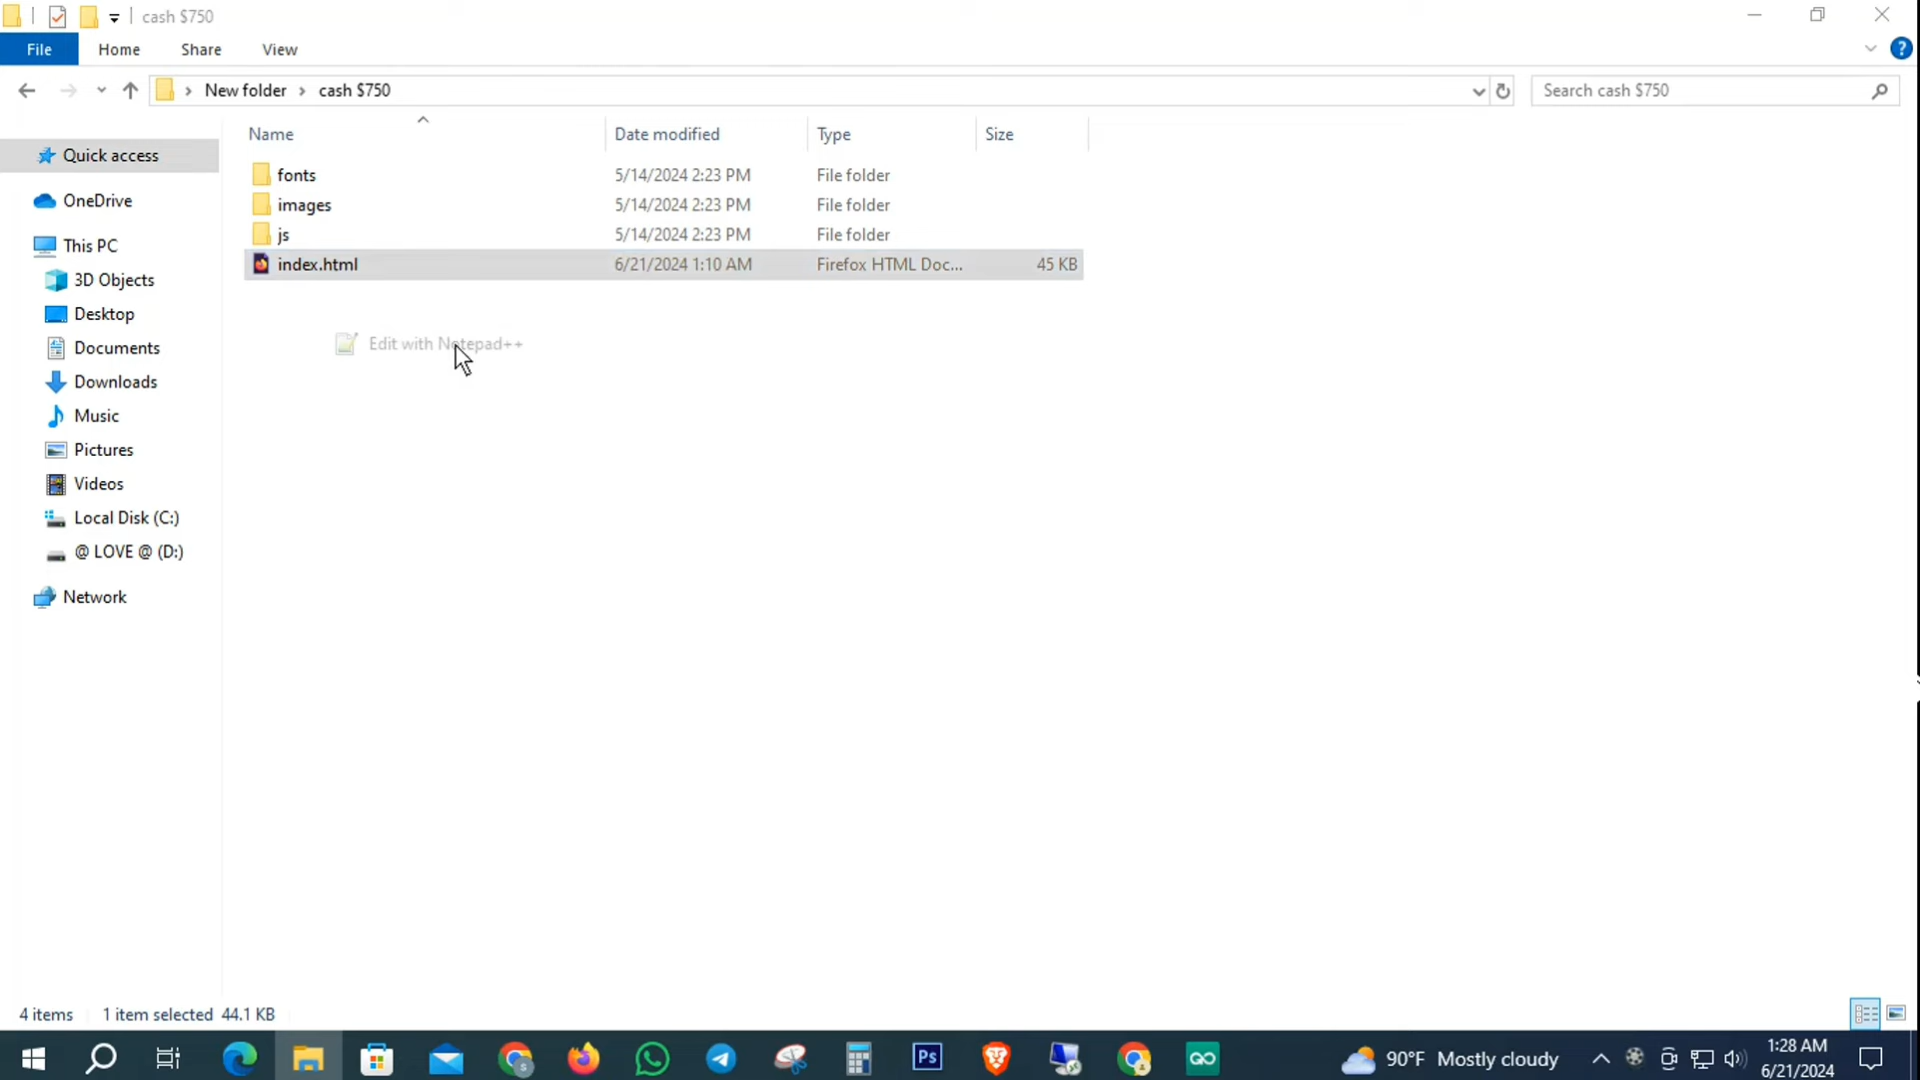 cash $750
File Home Share View
New folder > cash $750
Search cash $750
Name Date modified Type Size
Quick access
OneDrive
This PC
3D Objects
Desktop
Documents
Downloads
Music
Pictures
Videos
Local Disk (C:)
@ LOVE @ (D:)
Network
fonts 5/14/2024 2:23 PM File folder
images 5/14/2024 2:23 PM File folder
js 5/14/2024 2:23 PM File folder
index.html 6/21/2024 1:10 AM Firefox HTML Doc... 45 KB
Edit with Notepad++
4 items 1 item selected 44.1 KB
Ps
90°F Mostly cloudy
1:28 AM
6/21/2024